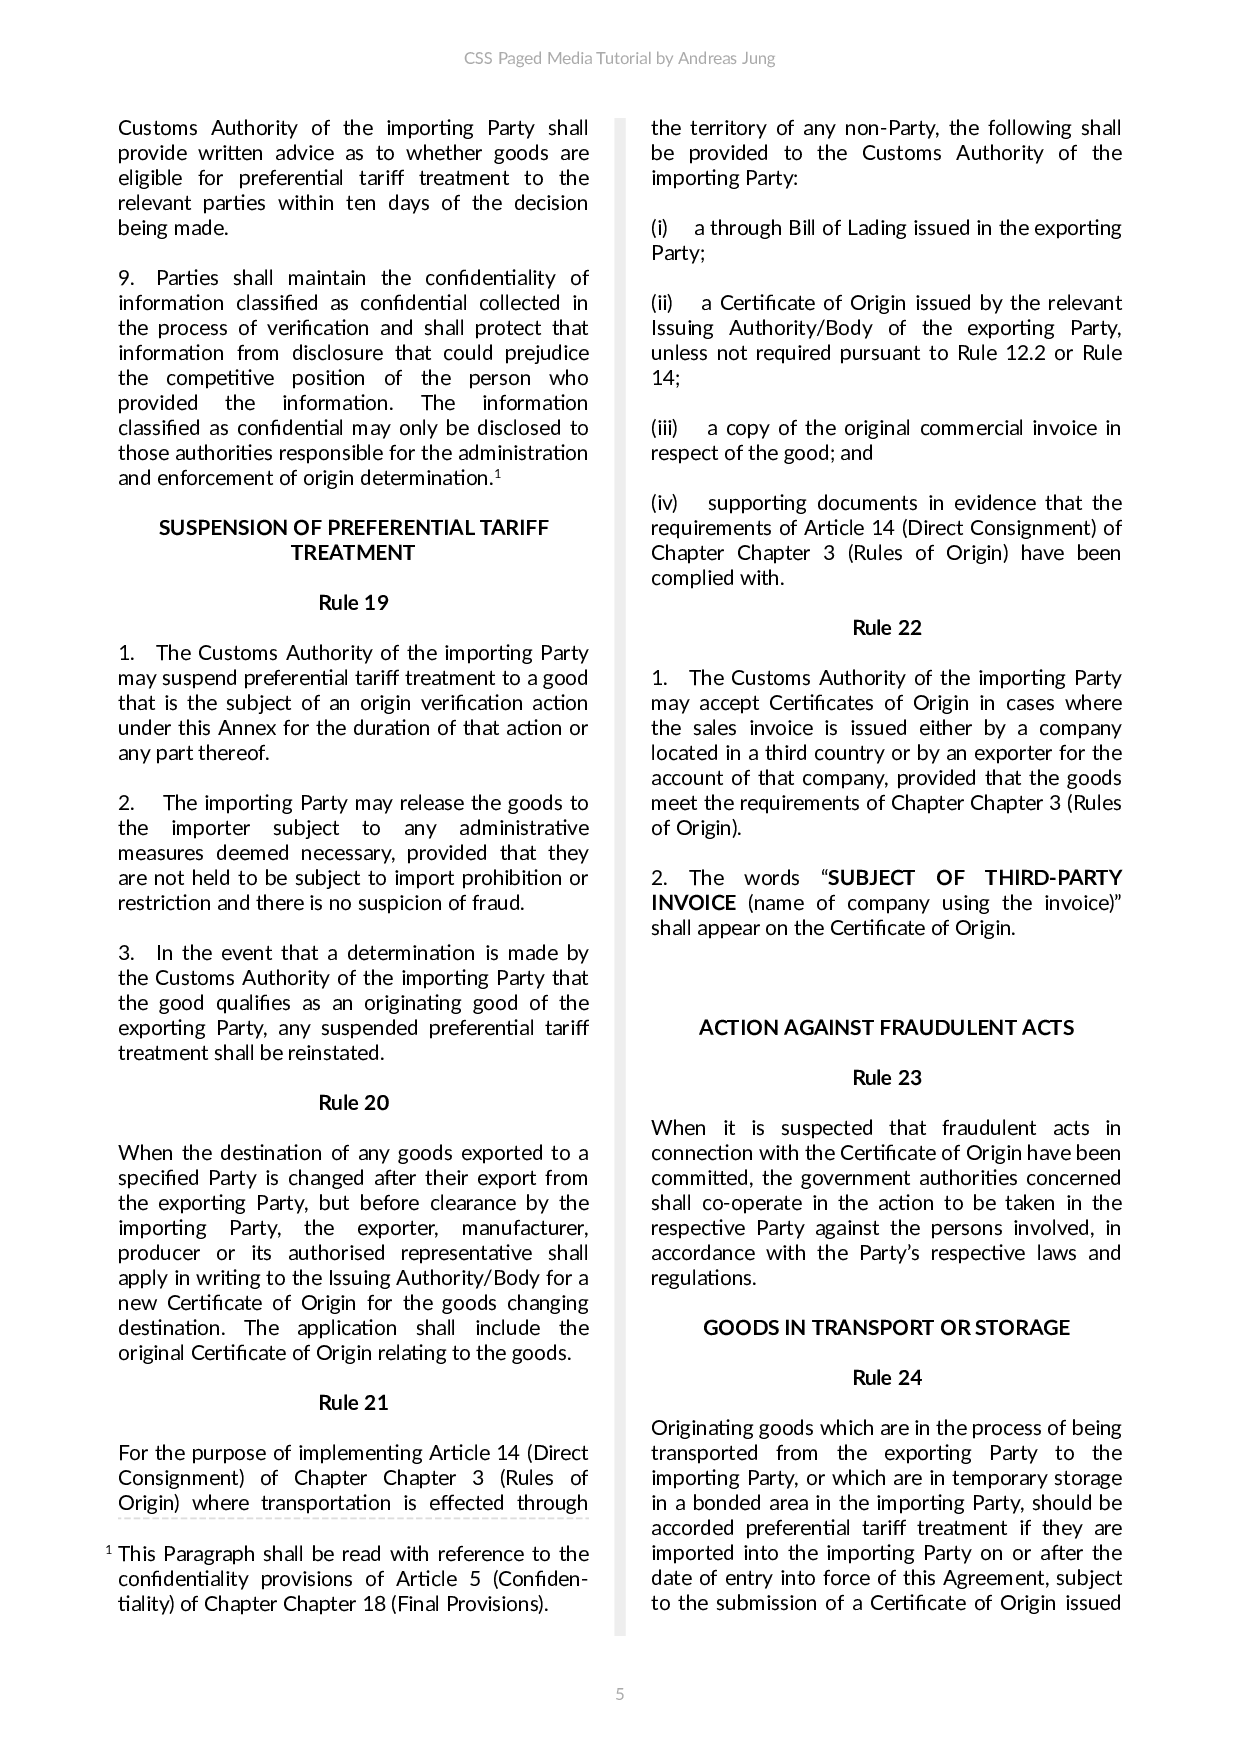 CSS Paged Media Tutorial by Andreas Jung
Customs Authority of the importing Party shall
provide written advice as to whether goods are
eligible for preferential tariff treatment to the
relevant parties within ten days of the decision
being made.
9. Parties shall maintain the confidentiality of
information classified as confidential collected in
the process of verification and shall protect that
information from disclosure that could prejudice
the competitive position of the person who
provided the information. The information
classified as confidential may only be disclosed to
those authorities responsible for the administration
and enforcement of origin determination.1
SUSPENSION OF PREFERENTIAL TARIFF
TREATMENT
Rule 19
1. The Customs Authority of the importing Party
may suspend preferential tariff treatment to a good
that is the subject of an origin verification action
under this Annex for the duration of that action or
any part thereof.
2. The importing Party may release the goods to
the importer subject to any administrative
measures deemed necessary, provided that they
are not held to be subject to import prohibition or
restriction and there is no suspicion of fraud.
3. In the event that a determination is made by
the Customs Authority of the importing Party that
the good qualifies as an originating good of the
exporting Party, any suspended preferential tariff
treatment shall be reinstated.
Rule 20
When the destination of any goods exported to a
specified Party is changed after their export from
the exporting Party, but before clearance by the
importing Party, the exporter, manufacturer,
producer or its authorised representative shall
apply in writing to the Issuing Authority/Body for a
new Certificate of Origin for the goods changing
destination. The application shall include the
original Certificate of Origin relating to the goods.
Rule 21
For the purpose of implementing Article 14 (Direct
Consignment) of Chapter Chapter 3 (Rules of
Origin) where transportation is effected through
1 This Paragraph shall be read with reference to the
confidentiality provisions of Article 5 (Confiden-
tiality) of Chapter Chapter 18 (Final Provisions).
the territory of any non-Party, the following shall
be provided to the Customs Authority of the
importing Party:
(i) a through Bill of Lading issued in the exporting
Party;
(ii) a Certificate of Origin issued by the relevant
Issuing Authority/Body of the exporting Party,
unless not required pursuant to Rule 12.2 or Rule
14;
(iii) a copy of the original commercial invoice in
respect of the good; and
(iv) supporting documents in evidence that the
requirements of Article 14 (Direct Consignment) of
Chapter Chapter 3 (Rules of Origin) have been
complied with.
Rule 22
1. The Customs Authority of the importing Party
may accept Certificates of Origin in cases where
the sales invoice is issued either by a company
located in a third country or by an exporter for the
account of that company, provided that the goods
meet the requirements of Chapter Chapter 3 (Rules
of Origin).
2. The words “SUBJECT OF THIRD-PARTY
INVOICE (name of company using the invoice)”
shall appear on the Certificate of Origin.
ACTION AGAINST FRAUDULENT ACTS
Rule 23
When it is suspected that fraudulent acts in
connection with the Certificate of Origin have been
committed, the government authorities concerned
shall co-operate in the action to be taken in the
respective Party against the persons involved, in
accordance with the Party’s respective laws and
regulations.
GOODS IN TRANSPORT OR STORAGE
Rule 24
Originating goods which are in the process of being
transported from the exporting Party to the
importing Party, or which are in temporary storage
in a bonded area in the importing Party, should be
accorded preferential tariff treatment if they are
imported into the importing Party on or after the
date of entry into force of this Agreement, subject
to the submission of a Certificate of Origin issued
5